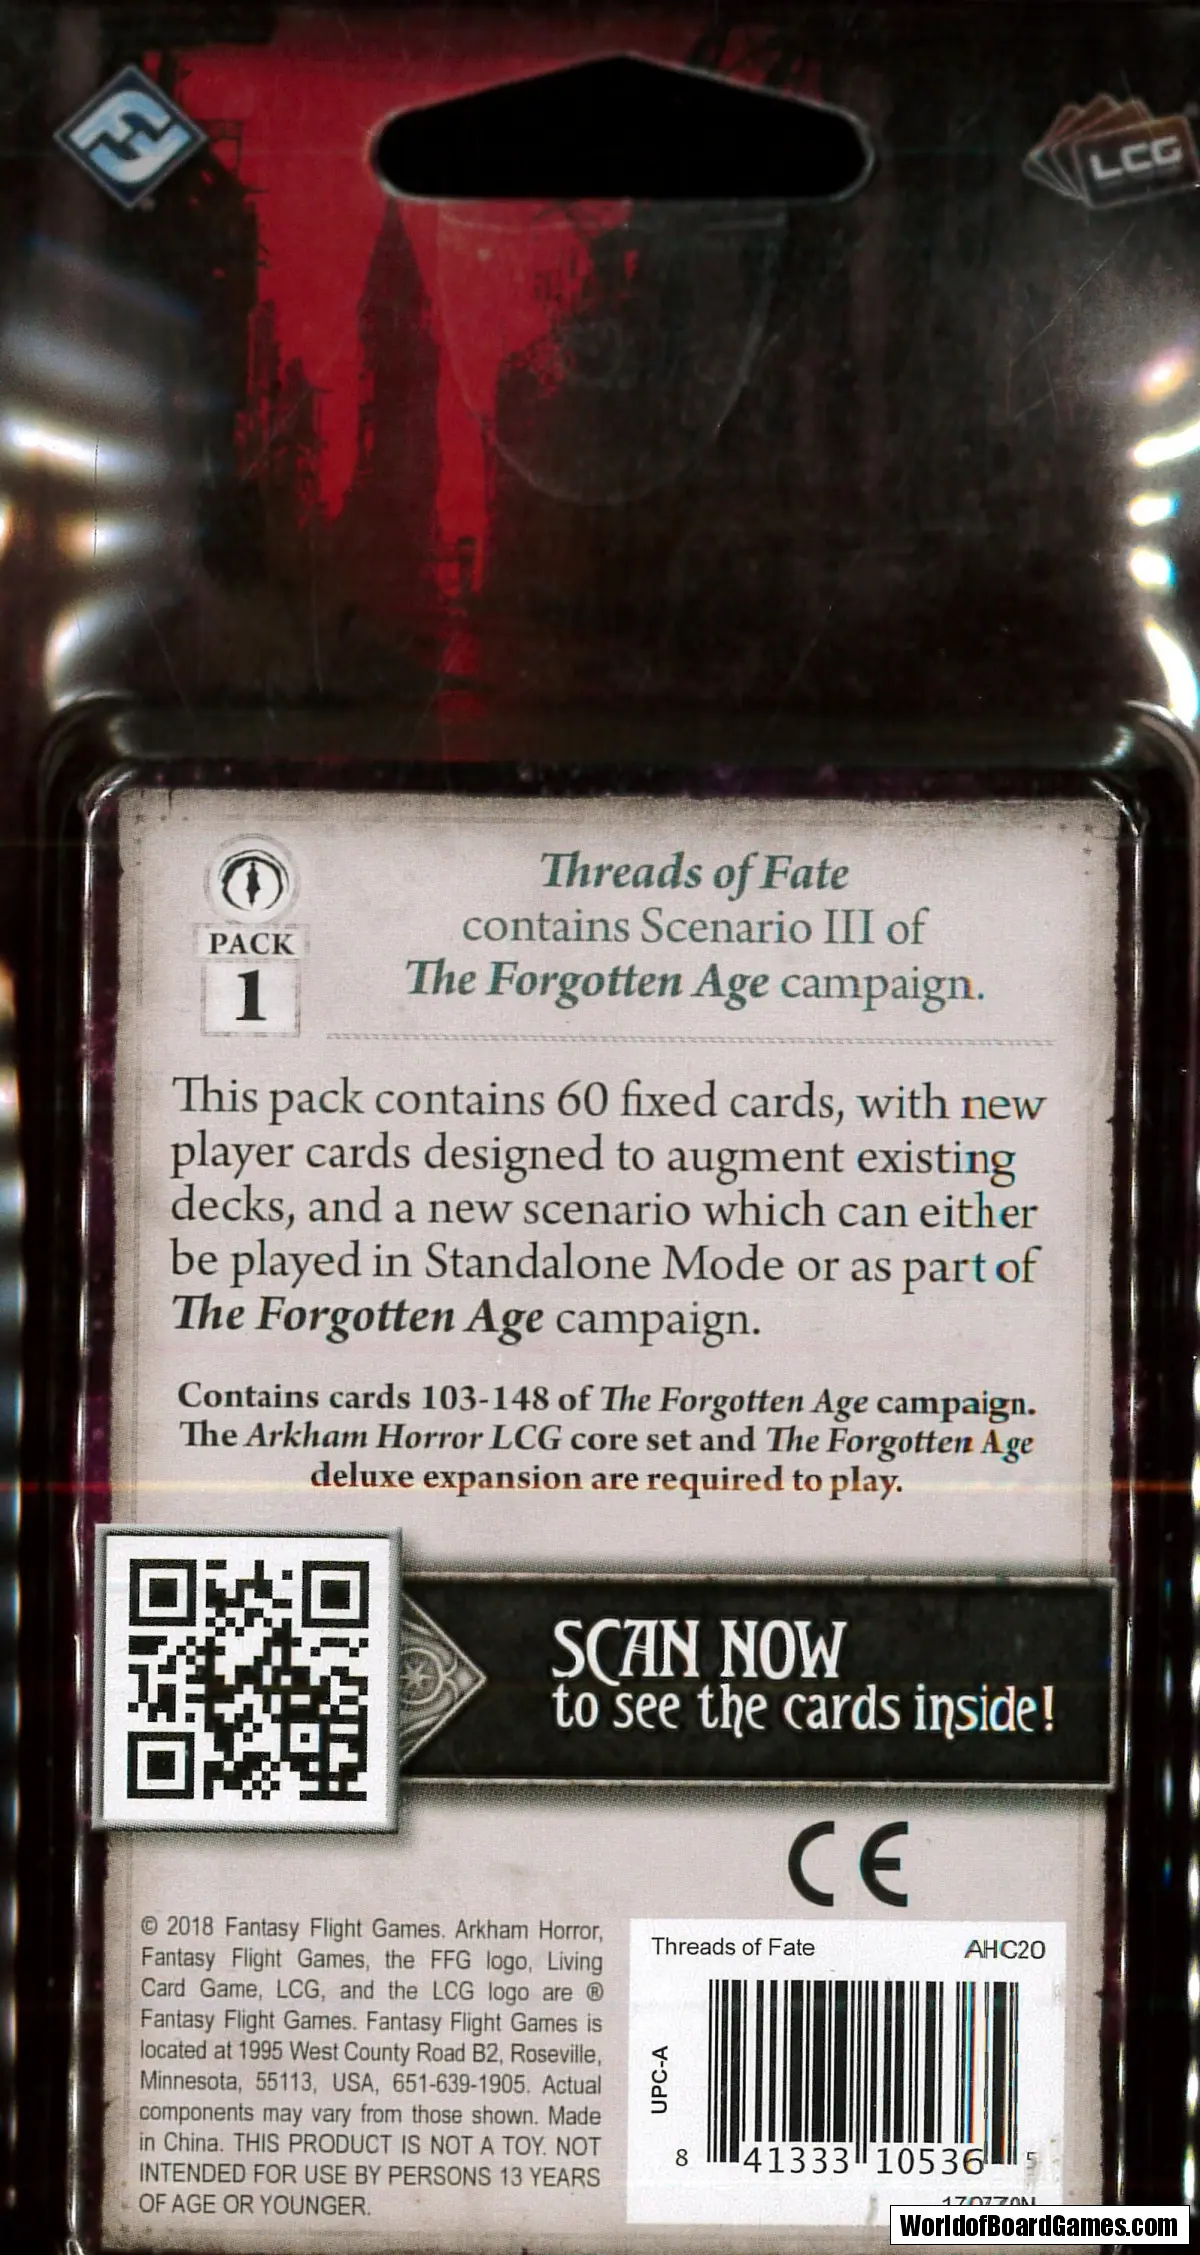 LCG
PACK
1
Threads of Fate
contains Scenario III of
The Forgotten Age campaign.
This pack contains 60 fixed cards, with new
player cards designed to augment existing
decks, and a new scenario which can either
be played in Standalone Mode or as part of
The Forgotten Age campaign.
Contains cards 103-148 of The Forgotten Age campaign.
The Arkham Horror LCG core set and The Forgotten Age
deluxe expansion are required to play.
SCAN NOW
to see the cards inside!
CE
© 2018 Fantasy Flight Games. Arkham Horror,
Fantasy Flight Games, the FFG logo, Living
Card Game, LCG, and the LCG logo are ®
Fantasy Flight Games. Fantasy Flight Games is
located at 1995 West County Road B2, Roseville,
Minnesota, 55113, USA, 651-639-1905. Actual
components may vary from those shown. Made
in China. THIS PRODUCT IS NOT A TOY. NOT
INTENDED FOR USE BY PERSONS 13 YEARS
OF AGE OR YOUNGER.
Threads of Fate AHC20
UPC-A
8 41333 10536 5
WorldofBoardGames.com